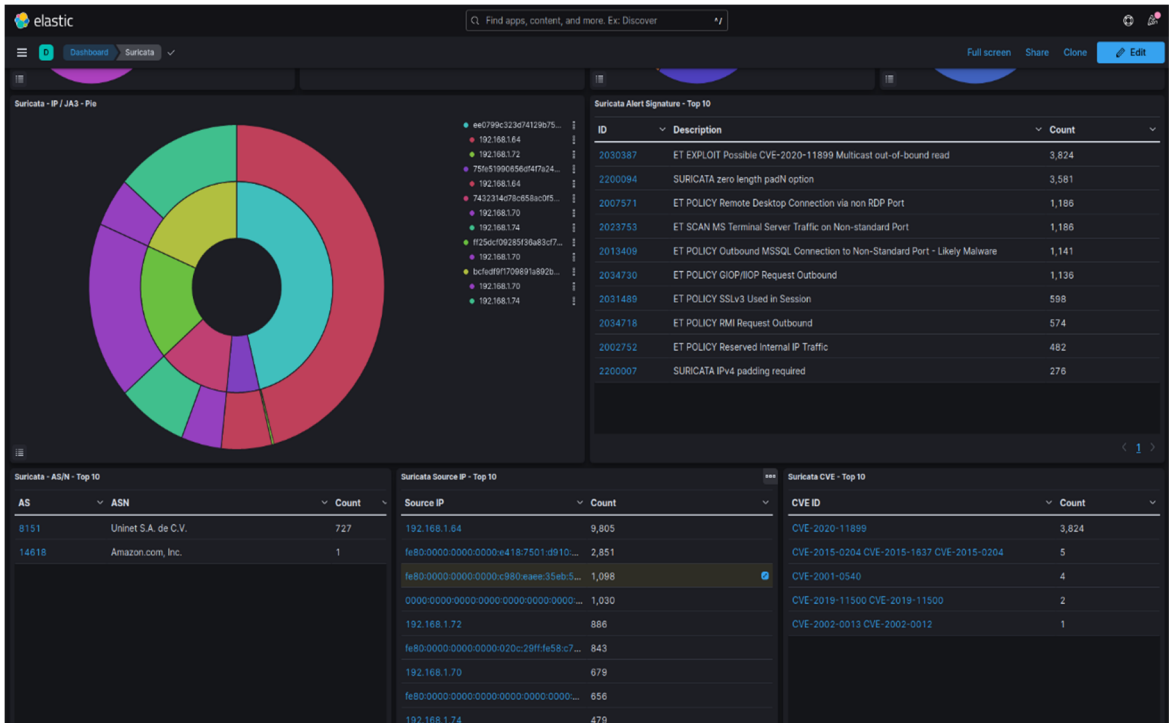 elastic
Find apps, content, and more. Ex: Discover
^/
D
Dashboard
Suricata
Full screen
Share
Clone
Edit
Suricata - IP / JA3 - Pie
ee0799c323d74129b75...
192.168.1.64
192.168.1.72
75fe51990656df4f7a24...
192.168.1.64
7432314d78c658ac0f5...
192.168.1.70
192.168.1.74
ff25dcf09285f36a83cf7...
192.168.1.70
bcfedf9f1709891a892b...
192.168.1.70
192.168.1.74
Suricata Alert Signature - Top 10
ID Description Count
2030387 ET EXPLOIT Possible CVE-2020-11899 Multicast out-of-bound read 3,824
2200094 SURICATA zero length padN option 3,581
2007571 ET POLICY Remote Desktop Connection via non RDP Port 1,186
2023753 ET SCAN MS Terminal Server Traffic on Non-standard Port 1,186
2013409 ET POLICY Outbound MSSQL Connection to Non-Standard Port - Likely Malware 1,141
2034730 ET POLICY GIOP/IIOP Request Outbound 1,136
2031489 ET POLICY SSLv3 Used in Session 598
2034718 ET POLICY RMI Request Outbound 574
2002752 ET POLICY Reserved Internal IP Traffic 482
2200007 SURICATA IPv4 padding required 276
1
Suricata - AS/N - Top 10
AS ASN Count
8151 Uninet S.A. de C.V. 727
14618 Amazon.com, Inc. 1
Suricata Source IP - Top 10
Source IP Count
192.168.1.64 9,805
fe80:0000:0000:0000:e418:7501:d910:... 2,851
fe80:0000:0000:0000:c980:eaee:35eb:5... 1,098
0000:0000:0000:0000:0000:0000:0000:... 1,030
192.168.1.72 886
fe80:0000:0000:0000:020c:29ff:fe58:c7... 843
192.168.1.70 679
fe80:0000:0000:0000:0000:0000:0000:... 656
192.168.1.74 479
Suricata CVE - Top 10
CVE ID Count
CVE-2020-11899 3,824
CVE-2015-0204 CVE-2015-1637 CVE-2015-0204 5
CVE-2001-0540 4
CVE-2019-11500 CVE-2019-11500 2
CVE-2002-0013 CVE-2002-0012 1